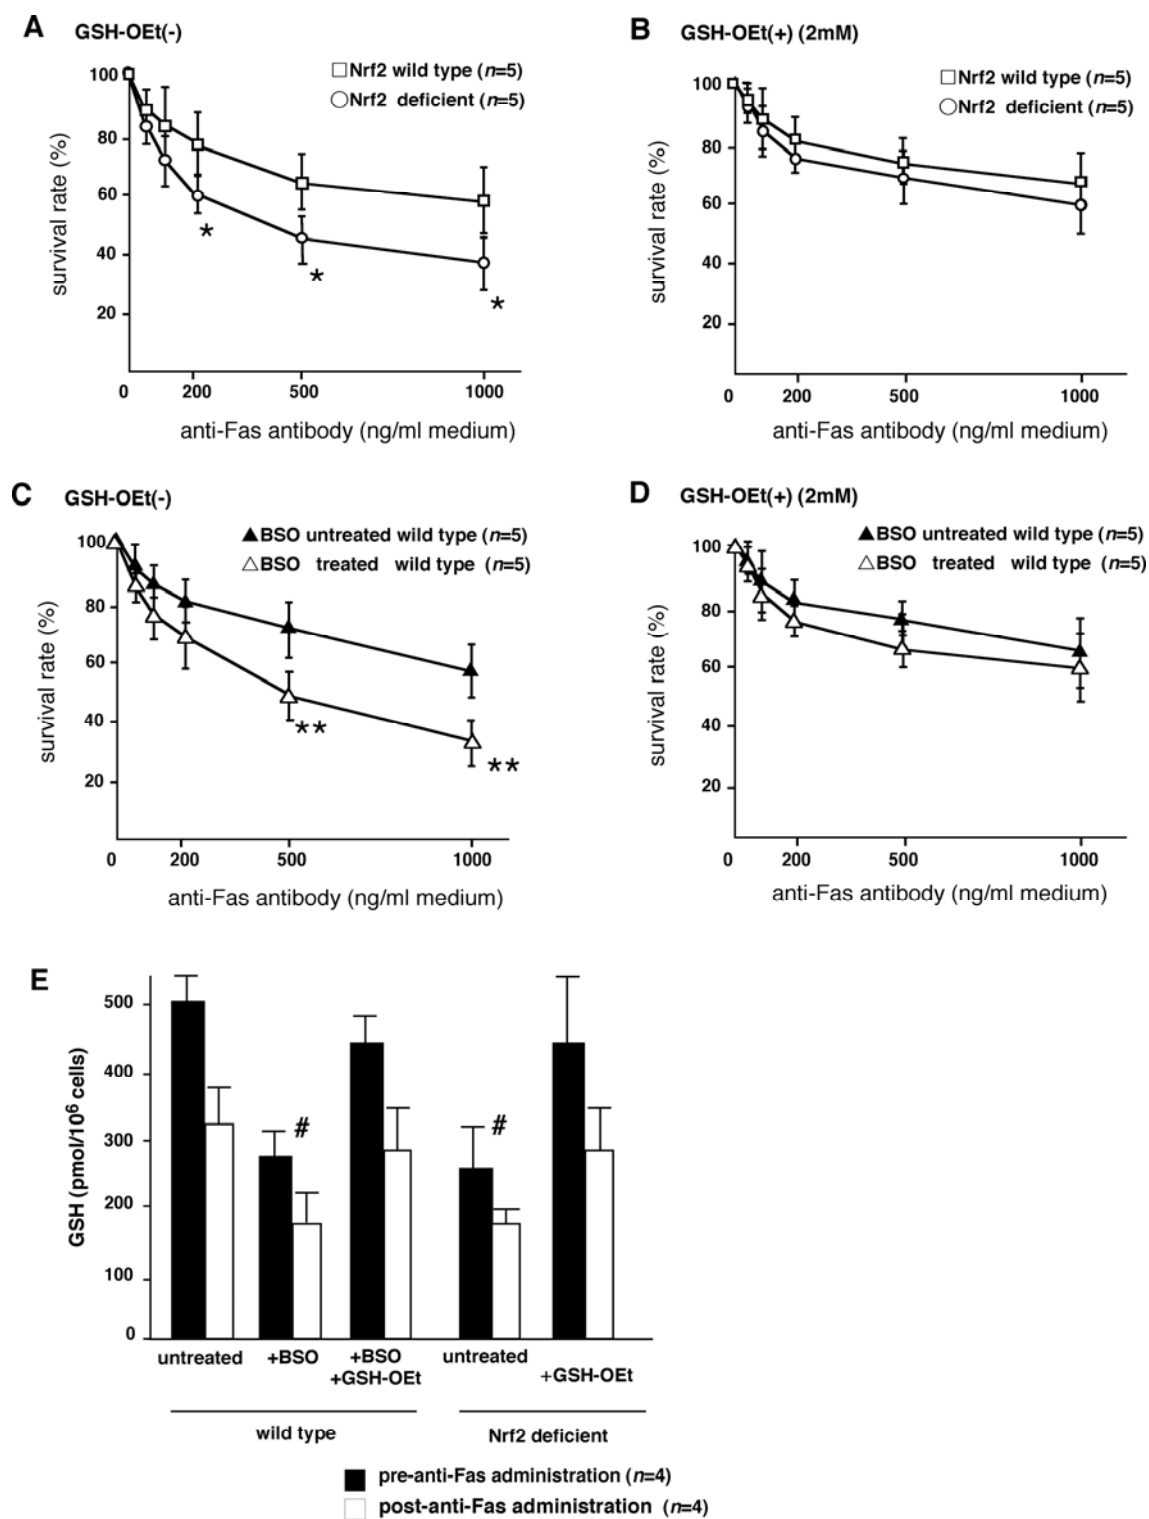 A GSH-OEt(-)
Nrf2 wild type (n=5)
Nrf2 deficient (n=5)
100
80
60
40
20
survival rate (%)
0 200 500 1000
anti-Fas antibody (ng/ml medium)
*
*
*
B GSH-OEt(+) (2mM)
Nrf2 wild type (n=5)
Nrf2 deficient (n=5)
100
80
60
40
20
survival rate (%)
0 200 500 1000
anti-Fas antibody (ng/ml medium)
C GSH-OEt(-)
BSO untreated wild type (n=5)
BSO treated wild type (n=5)
100
80
60
40
20
survival rate (%)
**
**
0 200 500 1000
anti-Fas antibody (ng/ml medium)
D GSH-OEt(+) (2mM)
BSO untreated wild type (n=5)
BSO treated wild type (n=5)
100
80
60
40
20
survival rate (%)
0 200 500 1000
anti-Fas antibody (ng/ml medium)
E
500
400
300
200
100
0
GSH (pmol/10⁶ cells)
# #
untreated +BSO +BSO untreated +GSH-OEt
+GSH-OEt
wild type Nrf2 deficient
pre-anti-Fas administration (n=4)
post-anti-Fas administration (n=4)